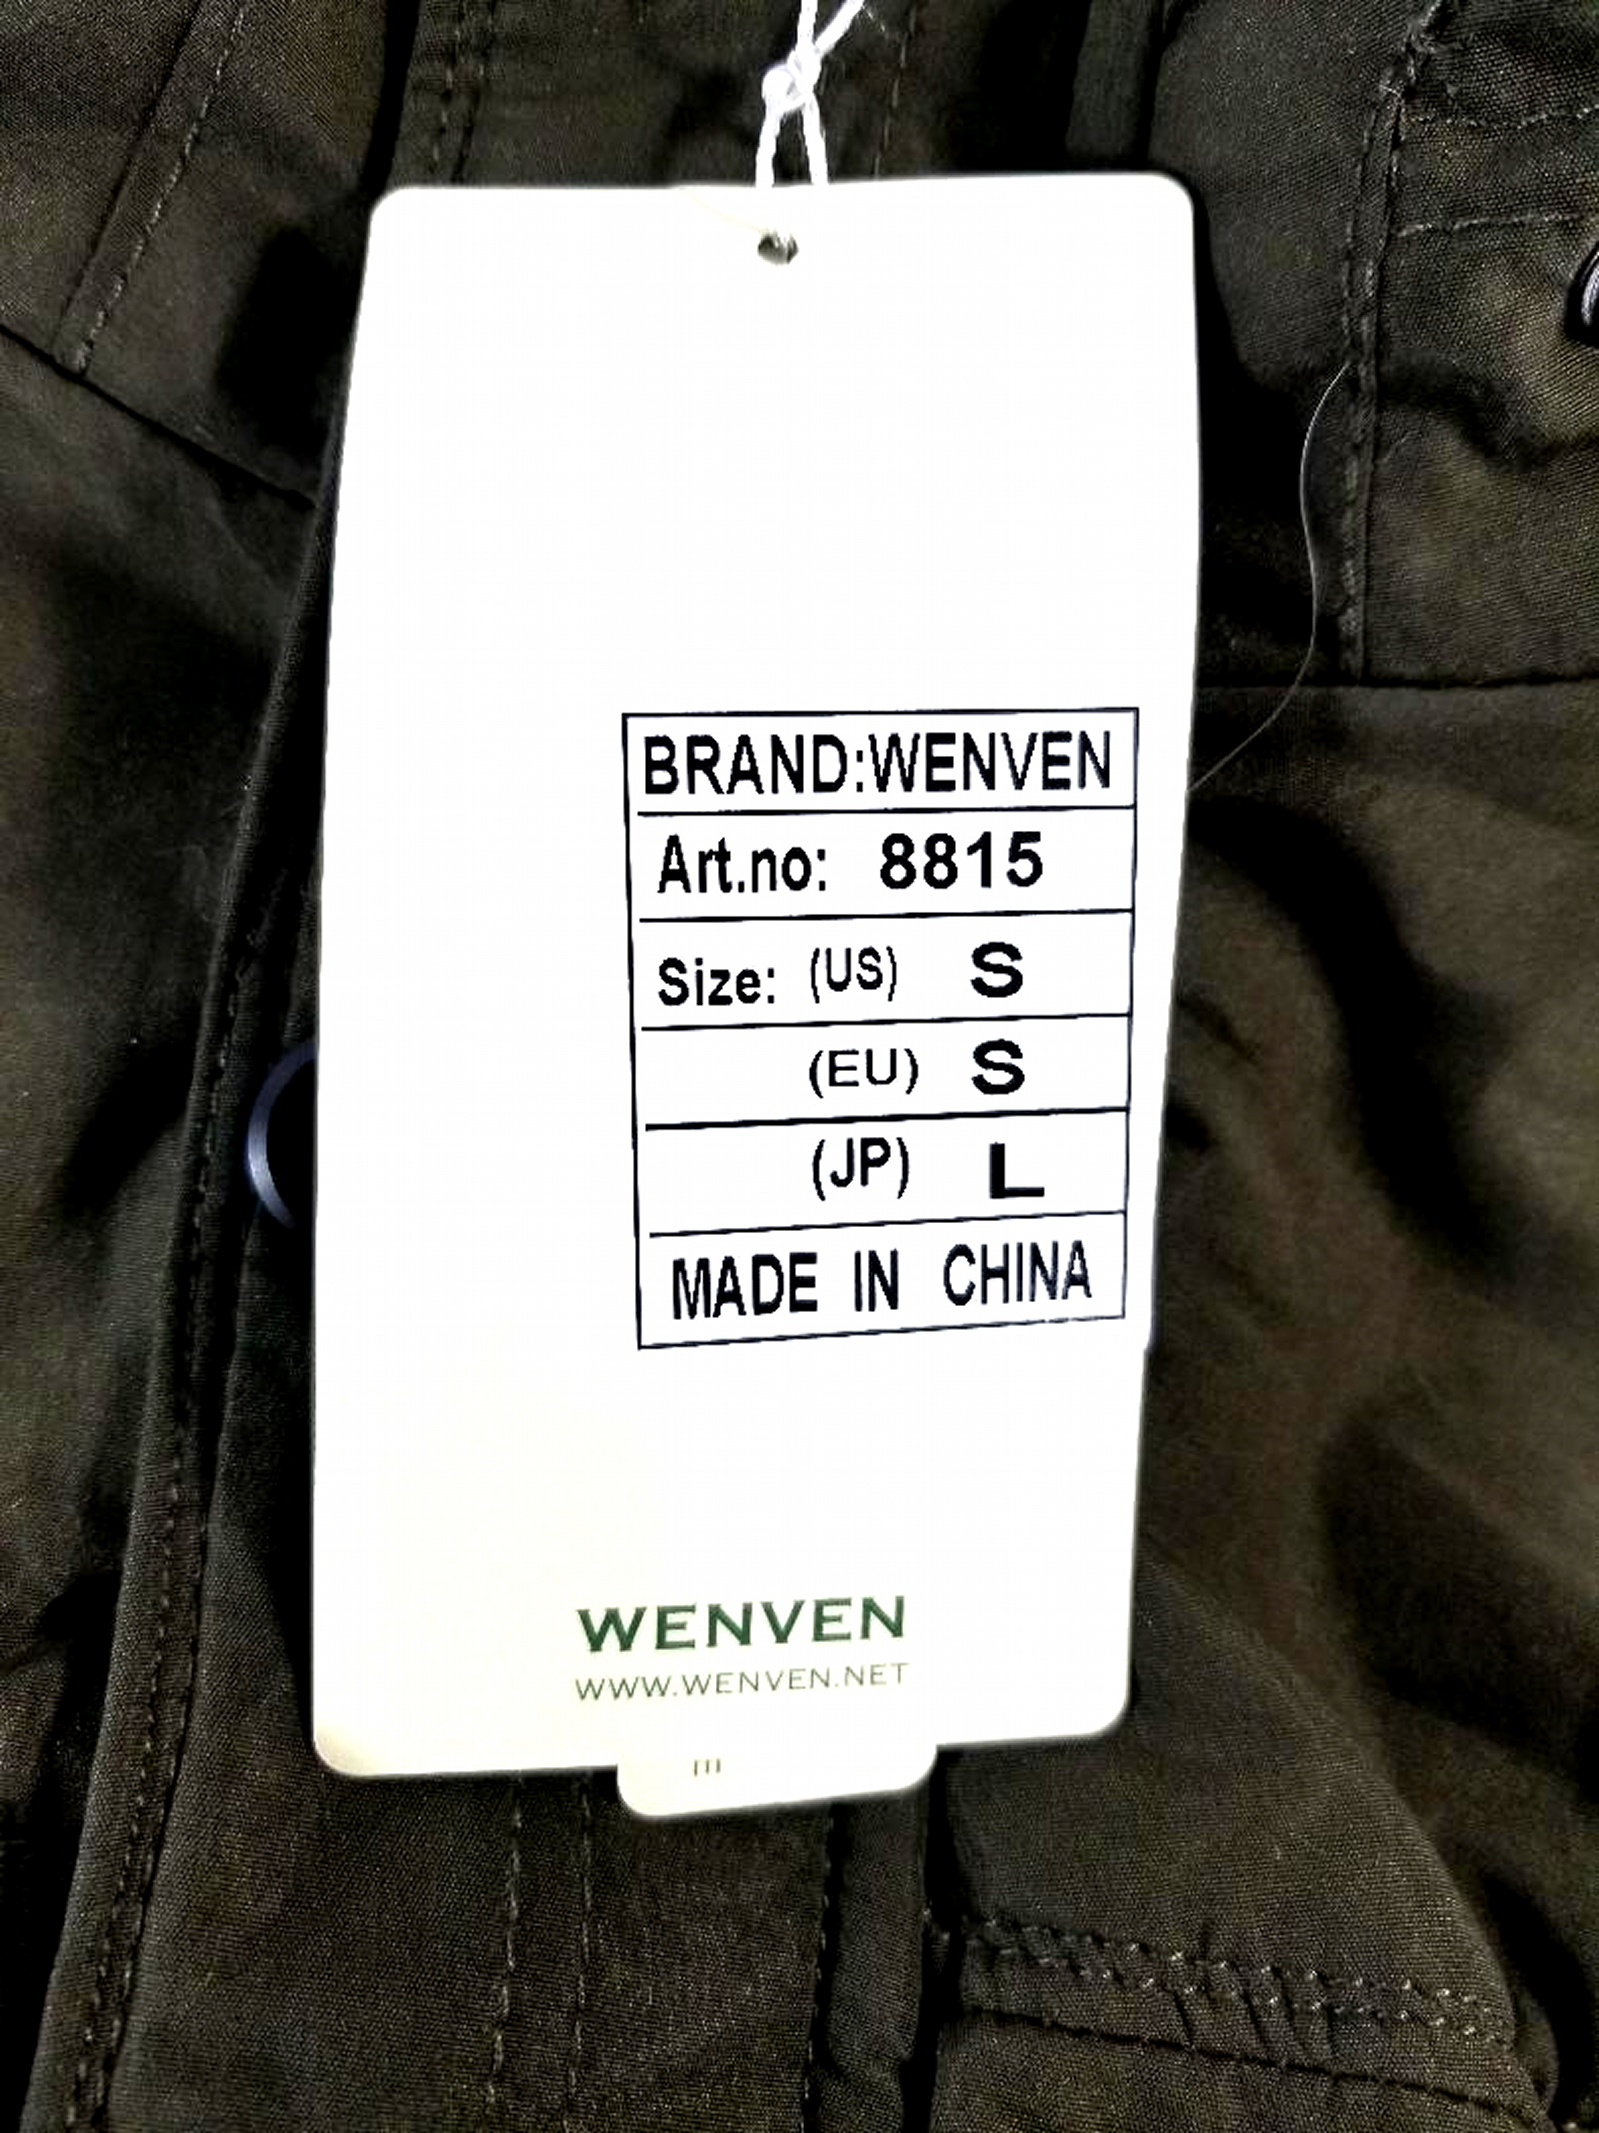 BRAND:WENVEN
Art.no: 8815
Size: (US) S
(EU) S
(JP) L
MADE IN CHINA
WENVEN
WWW.WENVEN.NET